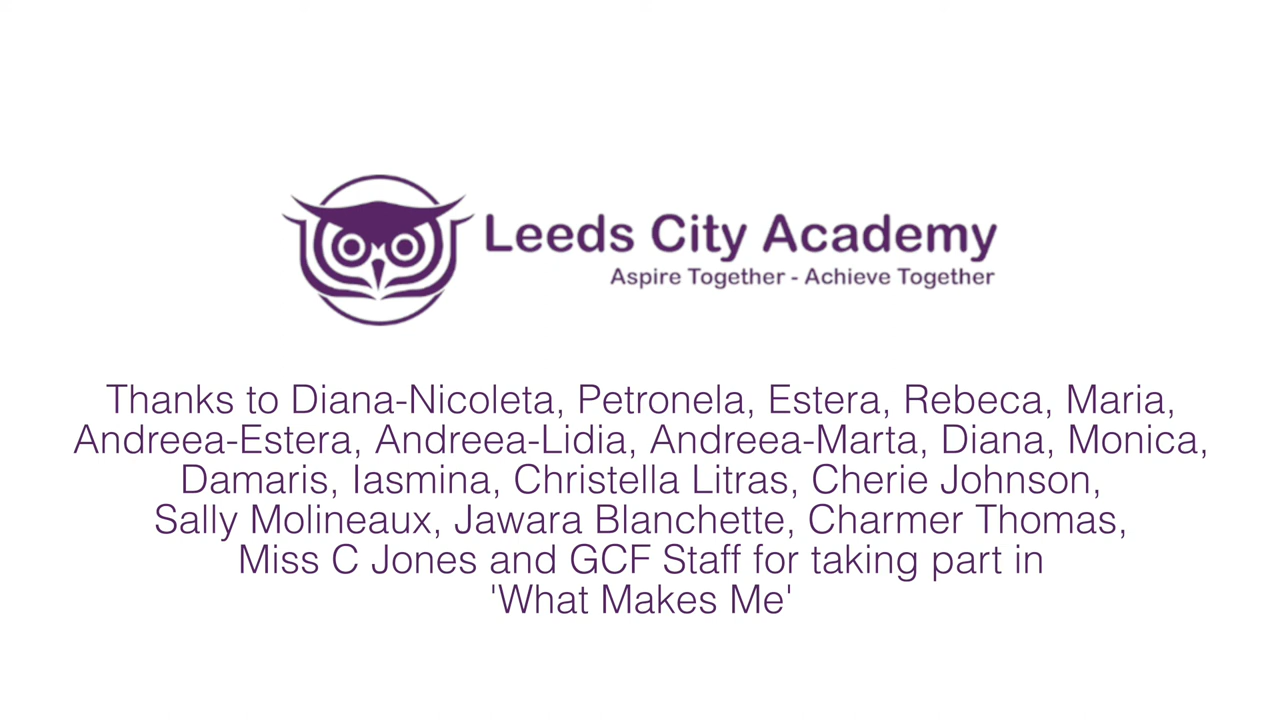 Leeds City Academy
Aspire Together - Achieve Together
Thanks to Diana-Nicoleta, Petronela, Estera, Rebeca, Maria,
Andreea-Estera, Andreea-Lidia, Andreea-Marta, Diana, Monica,
Damaris, Iasmina, Christella Litras, Cherie Johnson,
Sally Molineaux, Jawara Blanchette, Charmer Thomas,
Miss C Jones and GCF Staff for taking part in
'What Makes Me'